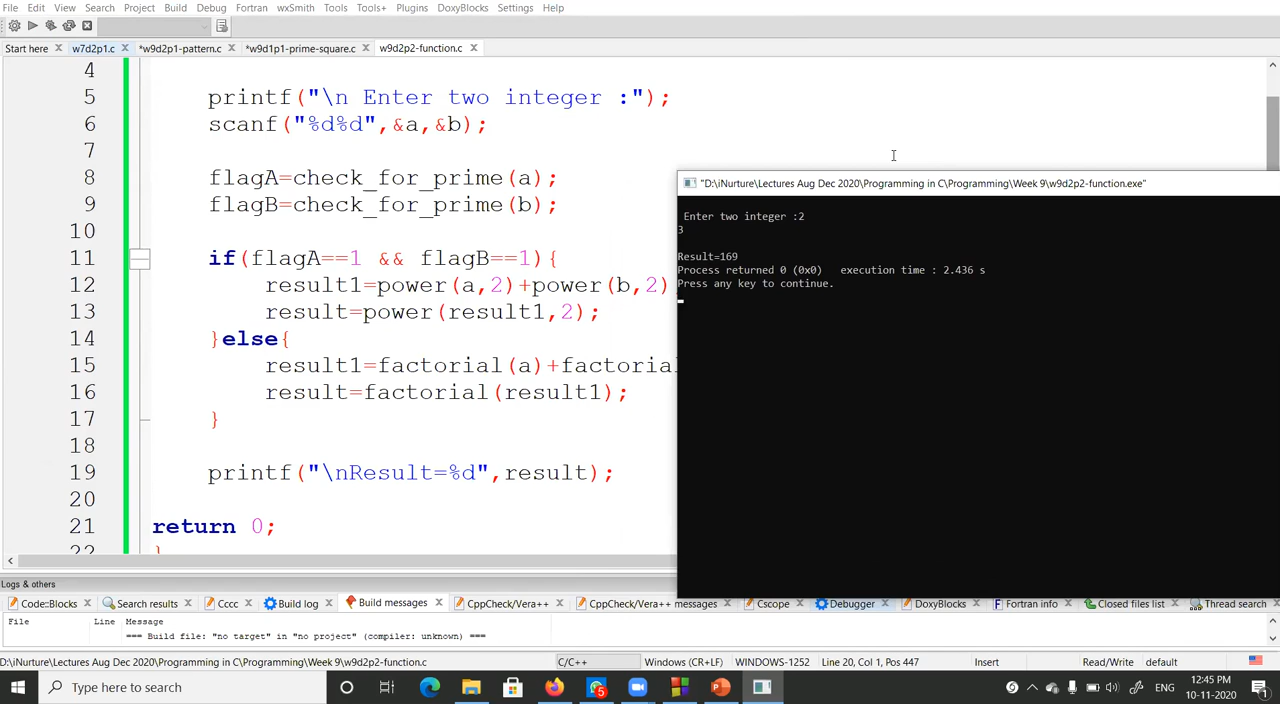 File Edit View Search Project Build Debug Fortran wxSmith Tools Tools+ Plugins DoxyBlocks Settings Help
Start here w7d2p1.c *w9d2p1-pattern.c *w9d1p1-prime-square.c w9d2p2-function.c
4
5 printf("\n Enter two integer :");
6 scanf("%d%d",&a,&b);
7
8 flagA=check_for_prime(a);
9 flagB=check_for_prime(b);
10
11 if(flagA==1 && flagB==1){
12 result1=power(a,2)+power(b,2)
13 result=power(result1,2);
14 }else{
15 result1=factorial(a)+factorial
16 result=factorial(result1);
17 }
18
19 printf("\nResult=%d",result);
20
21 return 0;
22 }
"D:\iNurture\Lectures Aug Dec 2020\Programming in C\Programming\Week 9\w9d2p2-function.exe"
Enter two integer :2
3
Result=169
Process returned 0 (0x0) execution time : 2.436 s
Press any key to continue.
Logs & others
Code::Blocks Search results Cccc Build log Build messages CppCheck/Vera++ CppCheck/Vera++ messages Cscope Debugger DoxyBlocks Fortran info Closed files list Thread search
File Line Message
=== Build file: "no target" in "no project" (compiler: unknown) ===
D:\iNurture\Lectures Aug Dec 2020\Programming in C\Programming\Week 9\w9d2p2-function.c C/C++ Windows (CR+LF) WINDOWS-1252 Line 20, Col 1, Pos 447 Insert Read/Write default
Type here to search
5
ENG
12:45 PM
10-11-2020
1